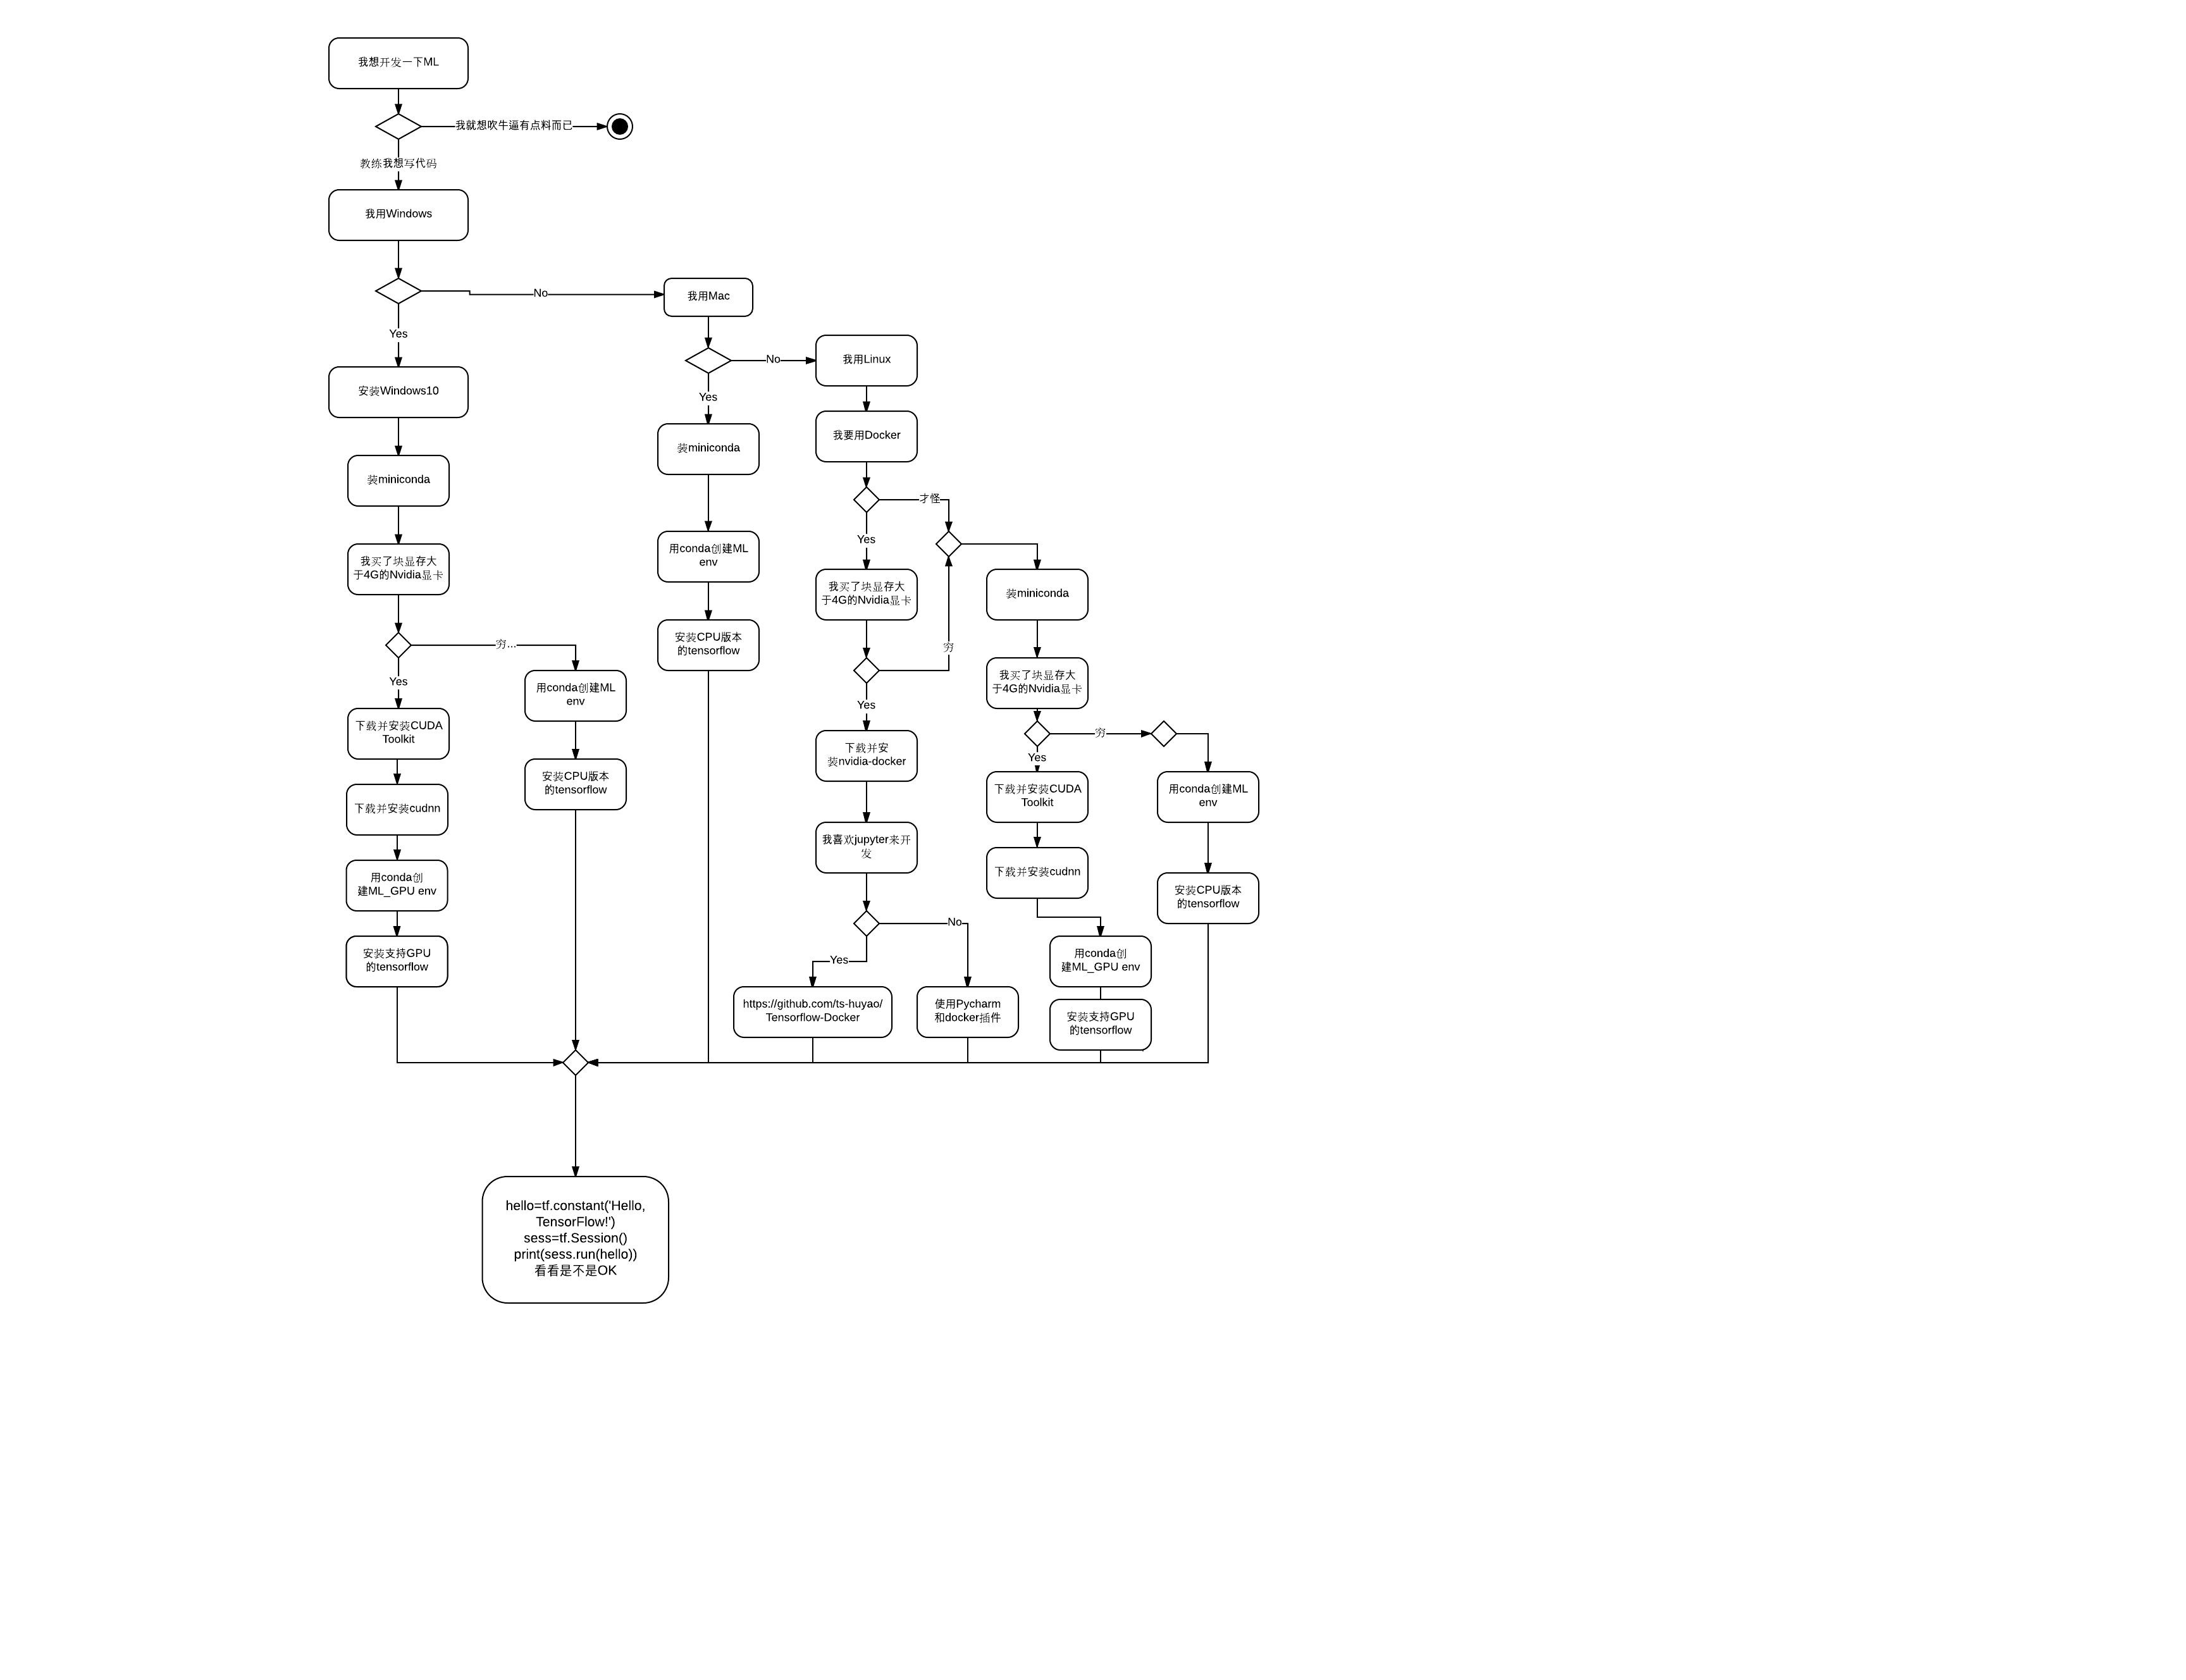 我想开发一下ML
我就想吹牛逼有点料而已
教练我想写代码
我用Windows
No
Yes
安装Windows10
装miniconda
我买了块显存大
于4G的Nvidia显卡
穷...
Yes
下载并安装CUDA
Toolkit
下载并安装cudnn
用conda创
建ML_GPU env
安装支持GPU
的tensorflow
用conda创建ML
env
安装CPU版本
的tensorflow
我用Mac
No
Yes
装miniconda
用conda创建ML
env
安装CPU版本
的tensorflow
我用Linux
我要用Docker
才怪
Yes
我买了块显存大
于4G的Nvidia显卡
穷
Yes
下载并安
装nvidia-docker
我喜欢jupyter来开
发
No
Yes
https://github.com/ts-huyao/
Tensorflow-Docker
使用Pycharm
和docker插件
装miniconda
我买了块显存大
于4G的Nvidia显卡
穷
Yes
下载并安装CUDA
Toolkit
下载并安装cudnn
用conda创
建ML_GPU env
安装支持GPU
的tensorflow
用conda创建ML
env
安装CPU版本
的tensorflow
hello=tf.constant('Hello,
TensorFlow!')
sess=tf.Session()
print(sess.run(hello))
看看是不是OK